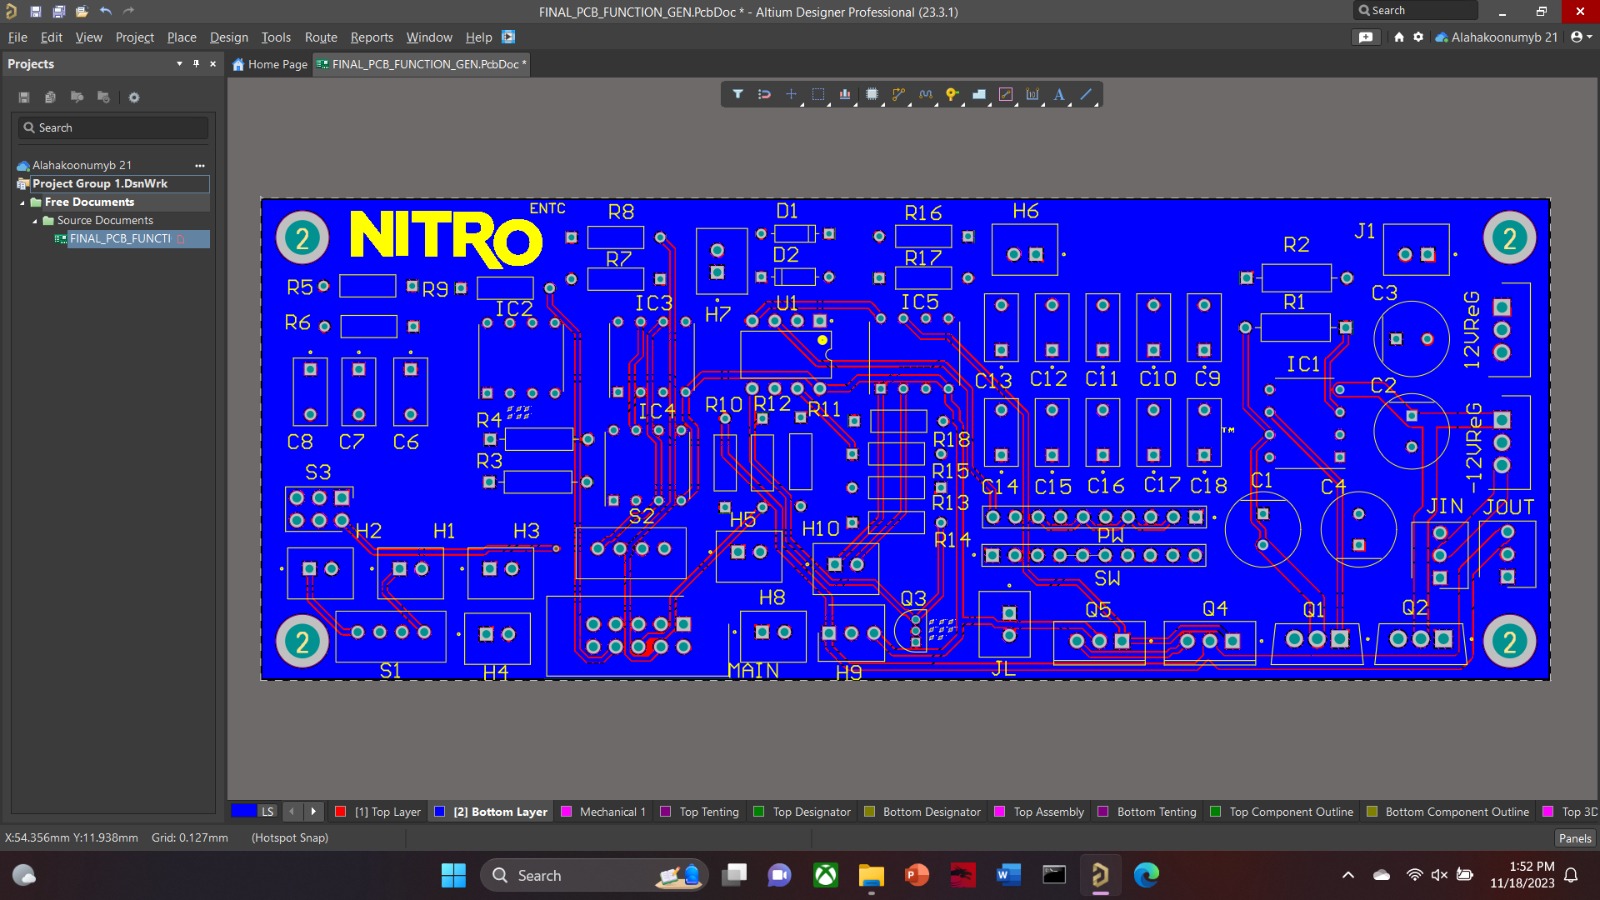 FINAL_PCB_FUNCTION_GEN.PcbDoc * - Altium Designer Professional (23.3.1)
Search
File Edit View Project Place Design Tools Route Reports Window Help
Alahakoonumyb 21
Projects
Home Page
FINAL_PCB_FUNCTION_GEN.PcbDoc *
Search
Alahakoonumyb 21
Project Group 1.DsnWrk
Free Documents
Source Documents
FINAL_PCB_FUNCTI
2 NITRO ENTC R8 D1 R16 H6 J1 2
R7 D2 R17 R2
R5 R9 IC2 IC3 H7 U1 IC5 R1 C3
R6 12VReG
IC1
C13 C12 C11 C10 C9 C2
R4 IC4 R10 R12 R11
C8 C7 C6 R18 ™ -12VReG
R3 R15
S3 R13 C14 C15 C16 C17 C18 C1 C4
S2 H5 H10 JIN JOUT
H2 H1 H3 R14 PW
SW
H8 Q3 Q5 Q4 Q1 Q2
2 S1 H4 MAIN H9 JL 2
LS [1] Top Layer [2] Bottom Layer Mechanical 1 Top Tenting Top Designator Bottom Designator Top Assembly Bottom Tenting Top Component Outline Bottom Component Outline Top 3D
X:54.356mm Y:11.938mm Grid: 0.127mm (Hotspot Snap)
Panels
Search
1:52 PM
11/18/2023